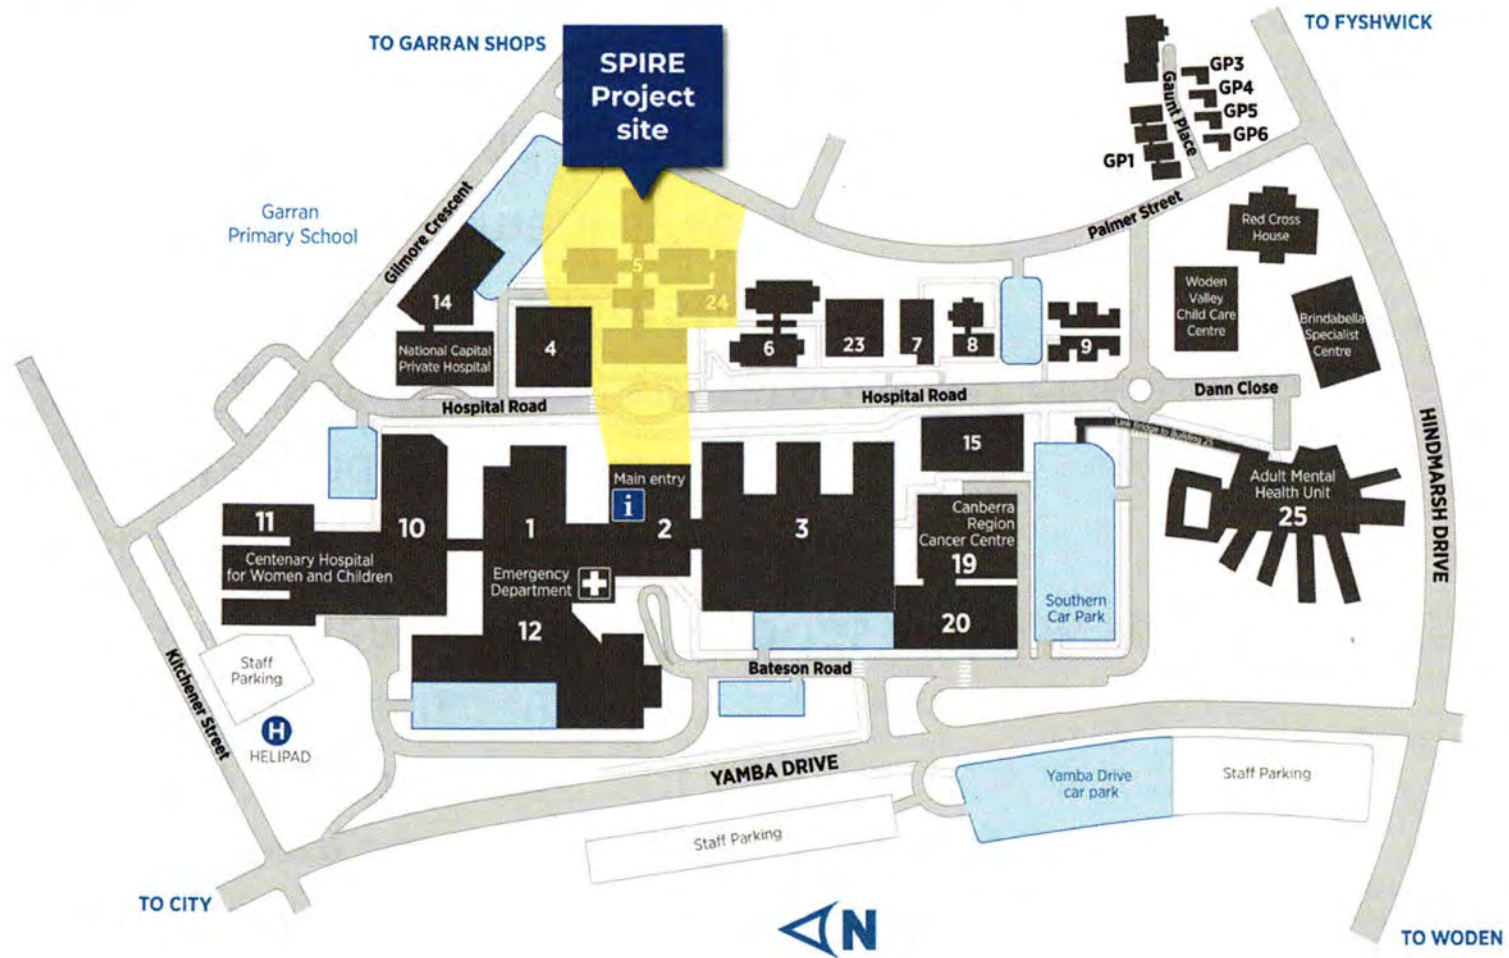 TO FYSHWICK
TO GARRAN SHOPS
SPIRE
Project
site
GP3
GP4
GP5
GP6
GP1
Gaunt Place
Garran
Primary School
Gilmore Crescent
Palmer Street
Red Cross
House
5
24
14
National Capital
Private Hospital
4
6
23
7
8
9
Woden
Valley
Child Care
Centre
Brindabella
Specialist
Centre
Hospital Road
Hospital Road
Dann Close
HINDMARSH DRIVE
Link Bridge to Building 25
15
Main entry
i
2
1
3
10
11
Centenary Hospital
for Women and Children
Emergency
Department
12
Canberra
Region
Cancer Centre
19
20
Adult Mental
Health Unit
25
Southern
Car Park
Bateson Road
Staff
Parking
Kitchener Street
H
HELIPAD
YAMBA DRIVE
Yamba Drive
car park
Staff Parking
Staff Parking
TO CITY
N
TO WODEN